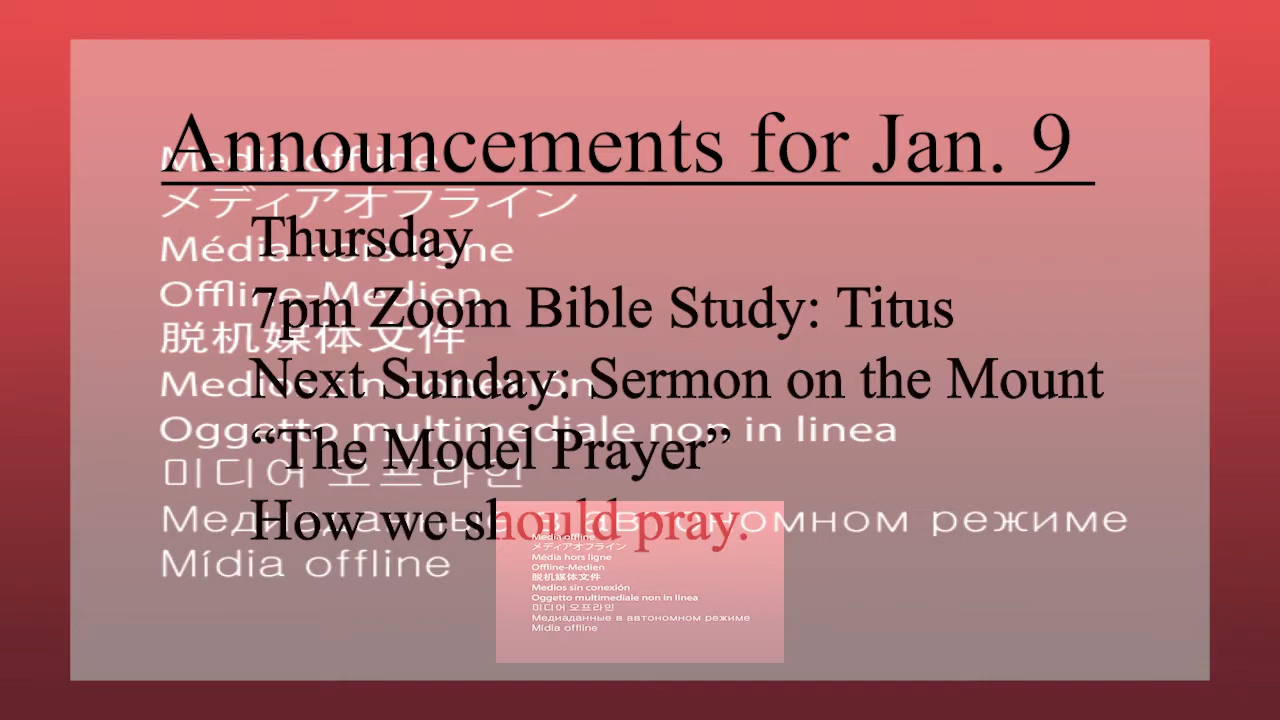 Announcements for Jan. 9
Media offline
メディアオフライン
Thursday
Média hors ligne
Offline-Medien
7pm Zoom Bible Study: Titus
脱机媒体文件
Next Sunday: Sermon on the Mount
Medios sin conexión
Oggetto multimediale non in linea
“The Model Prayer”
미디어 오프라인
How we should pray.
Медиаданные в автономном режиме
Mídia offline
Media offline
メディアオフライン
Média hors ligne
Offline-Medien
脱机媒体文件
Medios sin conexión
Oggetto multimediale non in linea
미디어 오프라인
Медиаданные в автономном режиме
Mídia offline